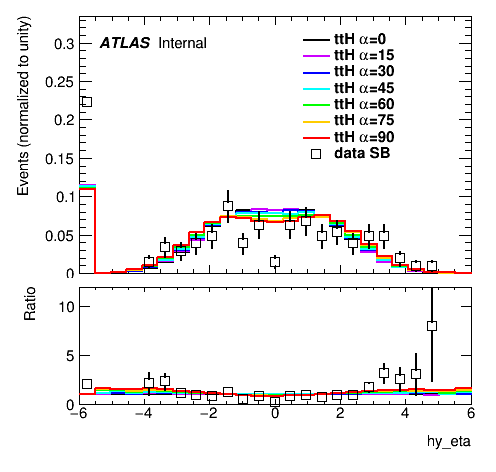 Events (normalized to unity)
0.3
0.25
0.2
0.15
0.1
0.05
0
ATLAS Internal
ttH α=0
ttH α=15
ttH α=30
ttH α=45
ttH α=60
ttH α=75
ttH α=90
data SB
Ratio
10
5
0
−6 −4 −2 0 2 4 6
hy_eta